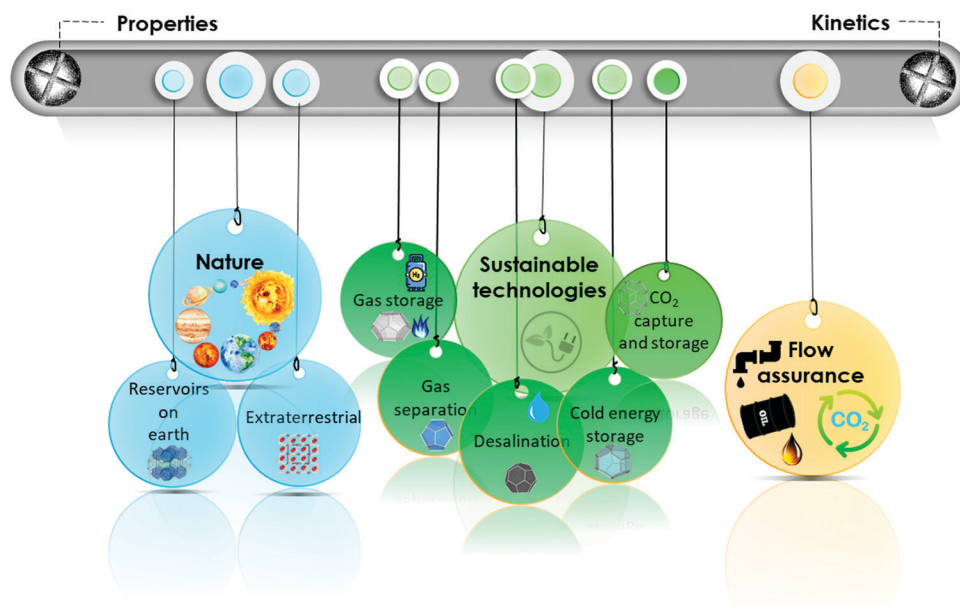 Properties
Kinetics
Nature
Reservoirs
on
earth
Extraterrestrial
H₂
Gas storage
Gas
separation
Sustainable
technologies
Desalination
Cold energy
storage
CO₂
capture
and storage
Flow
assurance
OIL
CO₂